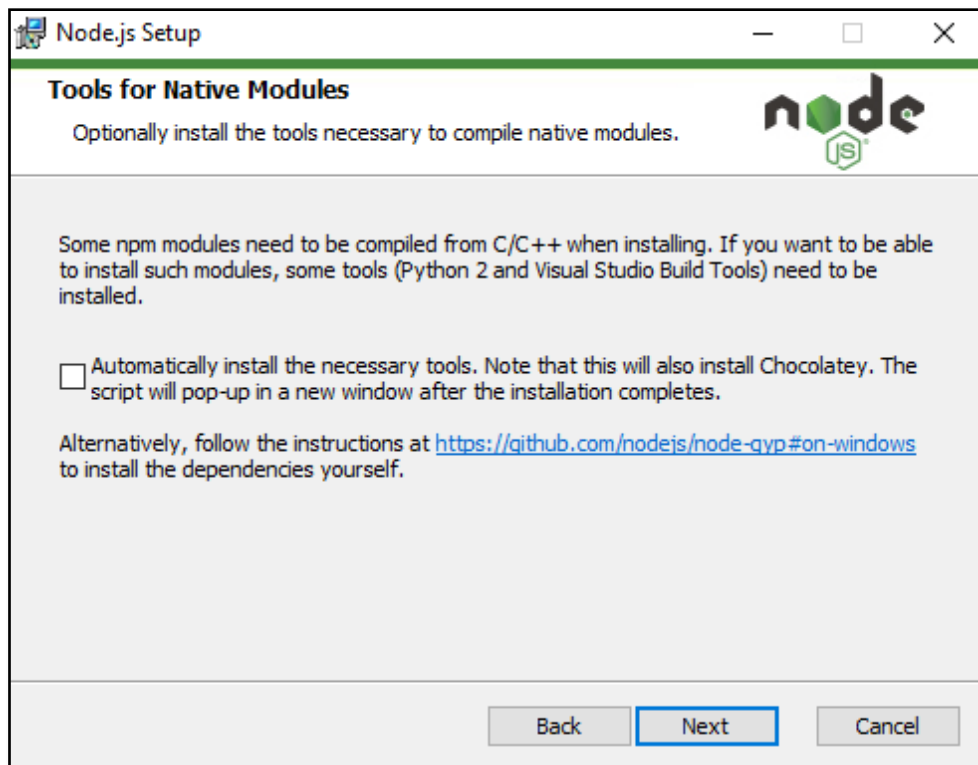 Node.js Setup
Tools for Native Modules
Optionally install the tools necessary to compile native modules.
node
JS
Some npm modules need to be compiled from C/C++ when installing. If you want to be able
to install such modules, some tools (Python 2 and Visual Studio Build Tools) need to be
installed.
Automatically install the necessary tools. Note that this will also install Chocolatey. The
script will pop-up in a new window after the installation completes.
Alternatively, follow the instructions at https://github.com/nodejs/node-gyp#on-windows
to install the dependencies yourself.
Back Next Cancel